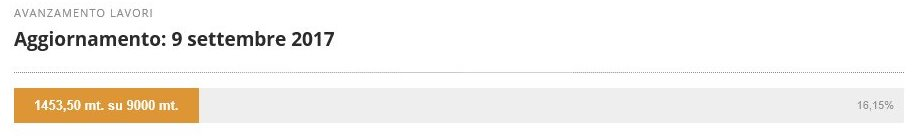 AVANZAMENTO LAVORI
Aggiornamento: 9 settembre 2017
1453,50 mt. su 9000 mt. 16,15%